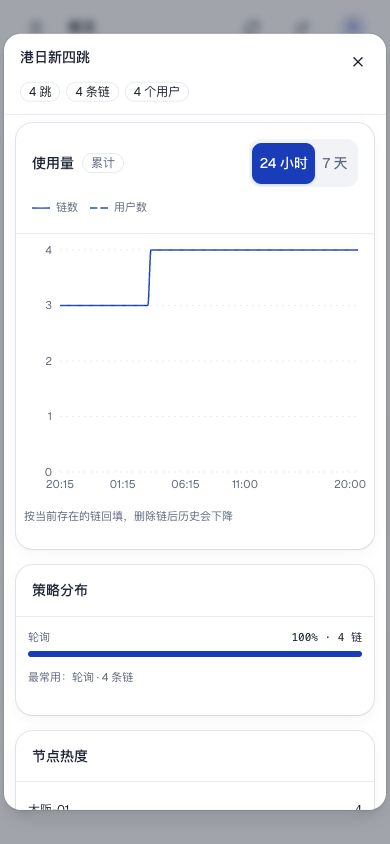 港日新四跳
4 跳 4 条链 4 个用户
使用量 累计 24 小时 7 天
链数 用户数
4
3
2
1
0
20:15 01:15 06:15 11:00 20:00
按当前存在的链回填，删除链后历史会下降
策略分布
轮询 100% · 4 链
最常用：轮询 · 4 条链
节点热度
大阪-01 4